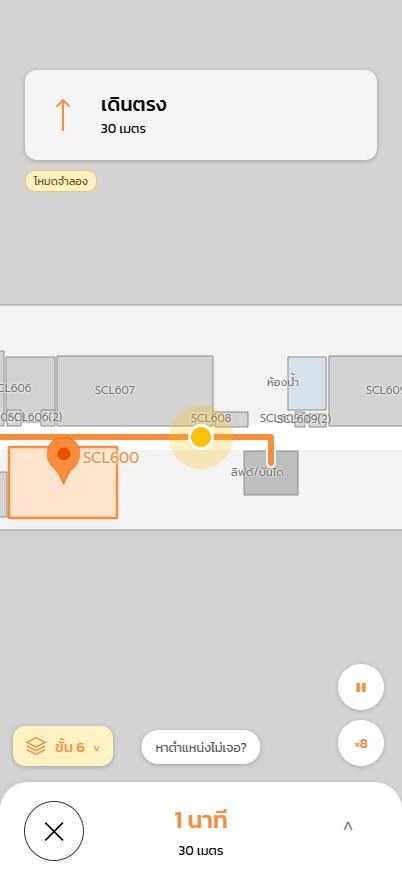 เดินตรง
30 เมตร
โหมดจำลอง
ห้องน้ำ
SCL607
SCL606(2)
SCL608
SCL609(2)
SCL600
ลิฟต์/บันได
×8
ชั้น 6
หาตำแหน่งไม่เจอ?
1 นาที
30 เมตร